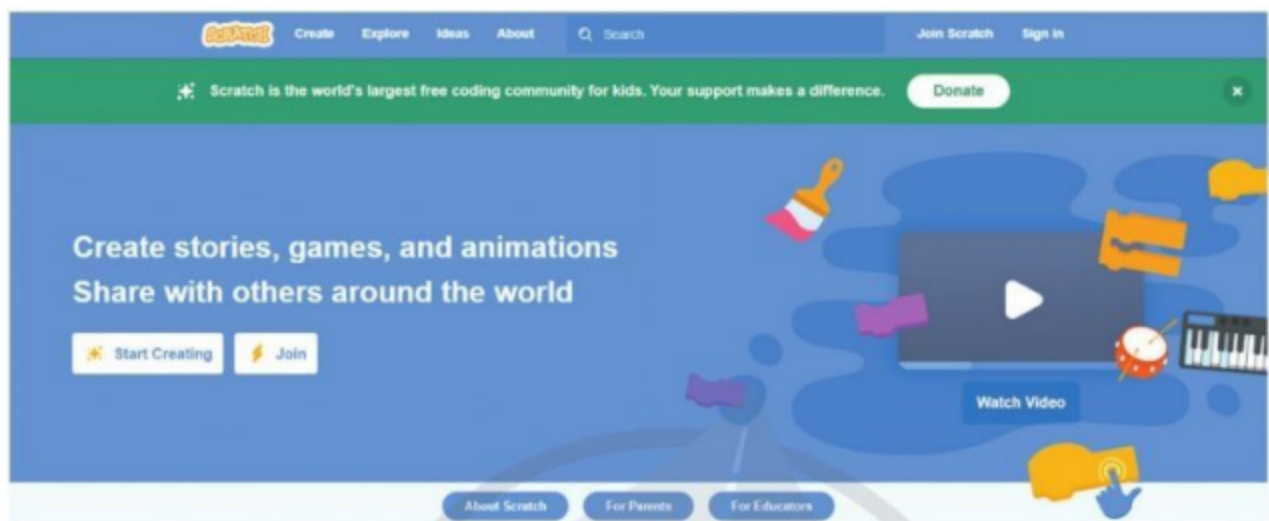 SCRATCH Create Explore Ideas About Search Join Scratch Sign in
Scratch is the world's largest free coding community for kids. Your support makes a difference. Donate
Create stories, games, and animations
Share with others around the world
Start Creating Join
Watch Video
About Scratch For Parents For Educators